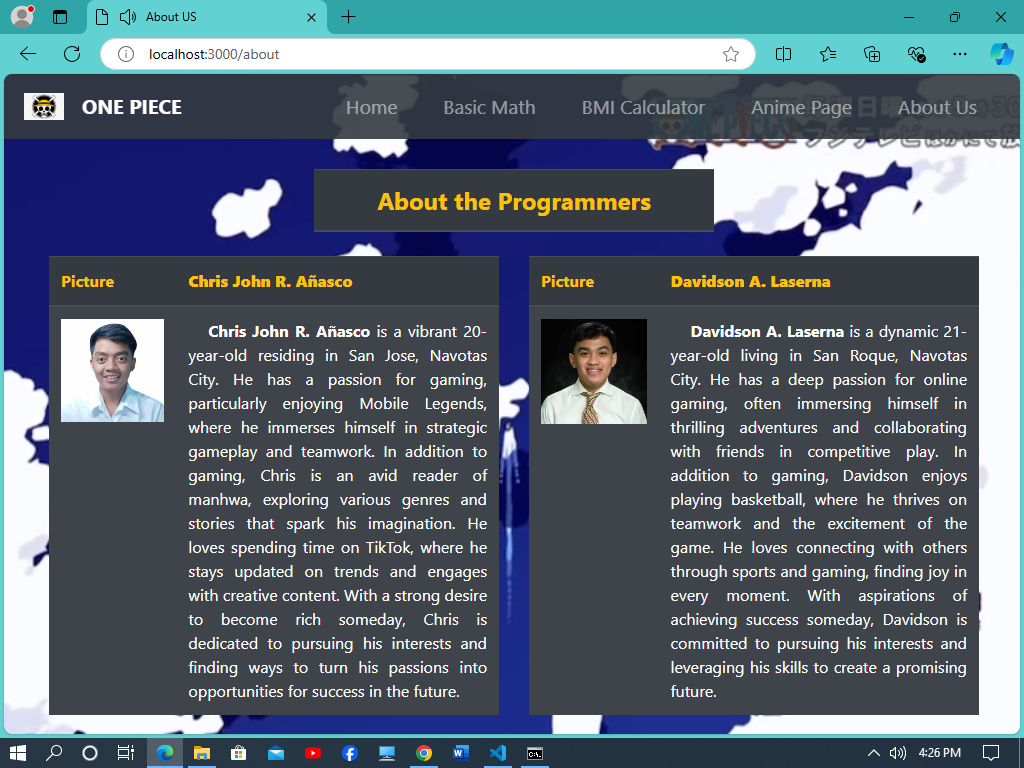 About US
localhost:3000/about
ONE PIECE
Home
Basic Math
BMI Calculator
Anime Page
About Us
About the Programmers
Picture
Chris John R. Añasco
Chris John R. Añasco is a vibrant 20-
year-old residing in San Jose, Navotas
City. He has a passion for gaming,
particularly enjoying Mobile Legends,
where he immerses himself in strategic
gameplay and teamwork. In addition to
gaming, Chris is an avid reader of
manhwa, exploring various genres and
stories that spark his imagination. He
loves spending time on TikTok, where he
stays updated on trends and engages
with creative content. With a strong desire
to become rich someday, Chris is
dedicated to pursuing his interests and
finding ways to turn his passions into
opportunities for success in the future.
Picture
Davidson A. Laserna
Davidson A. Laserna is a dynamic 21-
year-old living in San Roque, Navotas
City. He has a deep passion for online
gaming, often immersing himself in
thrilling adventures and collaborating
with friends in competitive play. In
addition to gaming, Davidson enjoys
playing basketball, where he thrives on
teamwork and the excitement of the
game. He loves connecting with others
through sports and gaming, finding joy in
every moment. With aspirations of
achieving success someday, Davidson is
committed to pursuing his interests and
leveraging his skills to create a promising
future.
4:26 PM